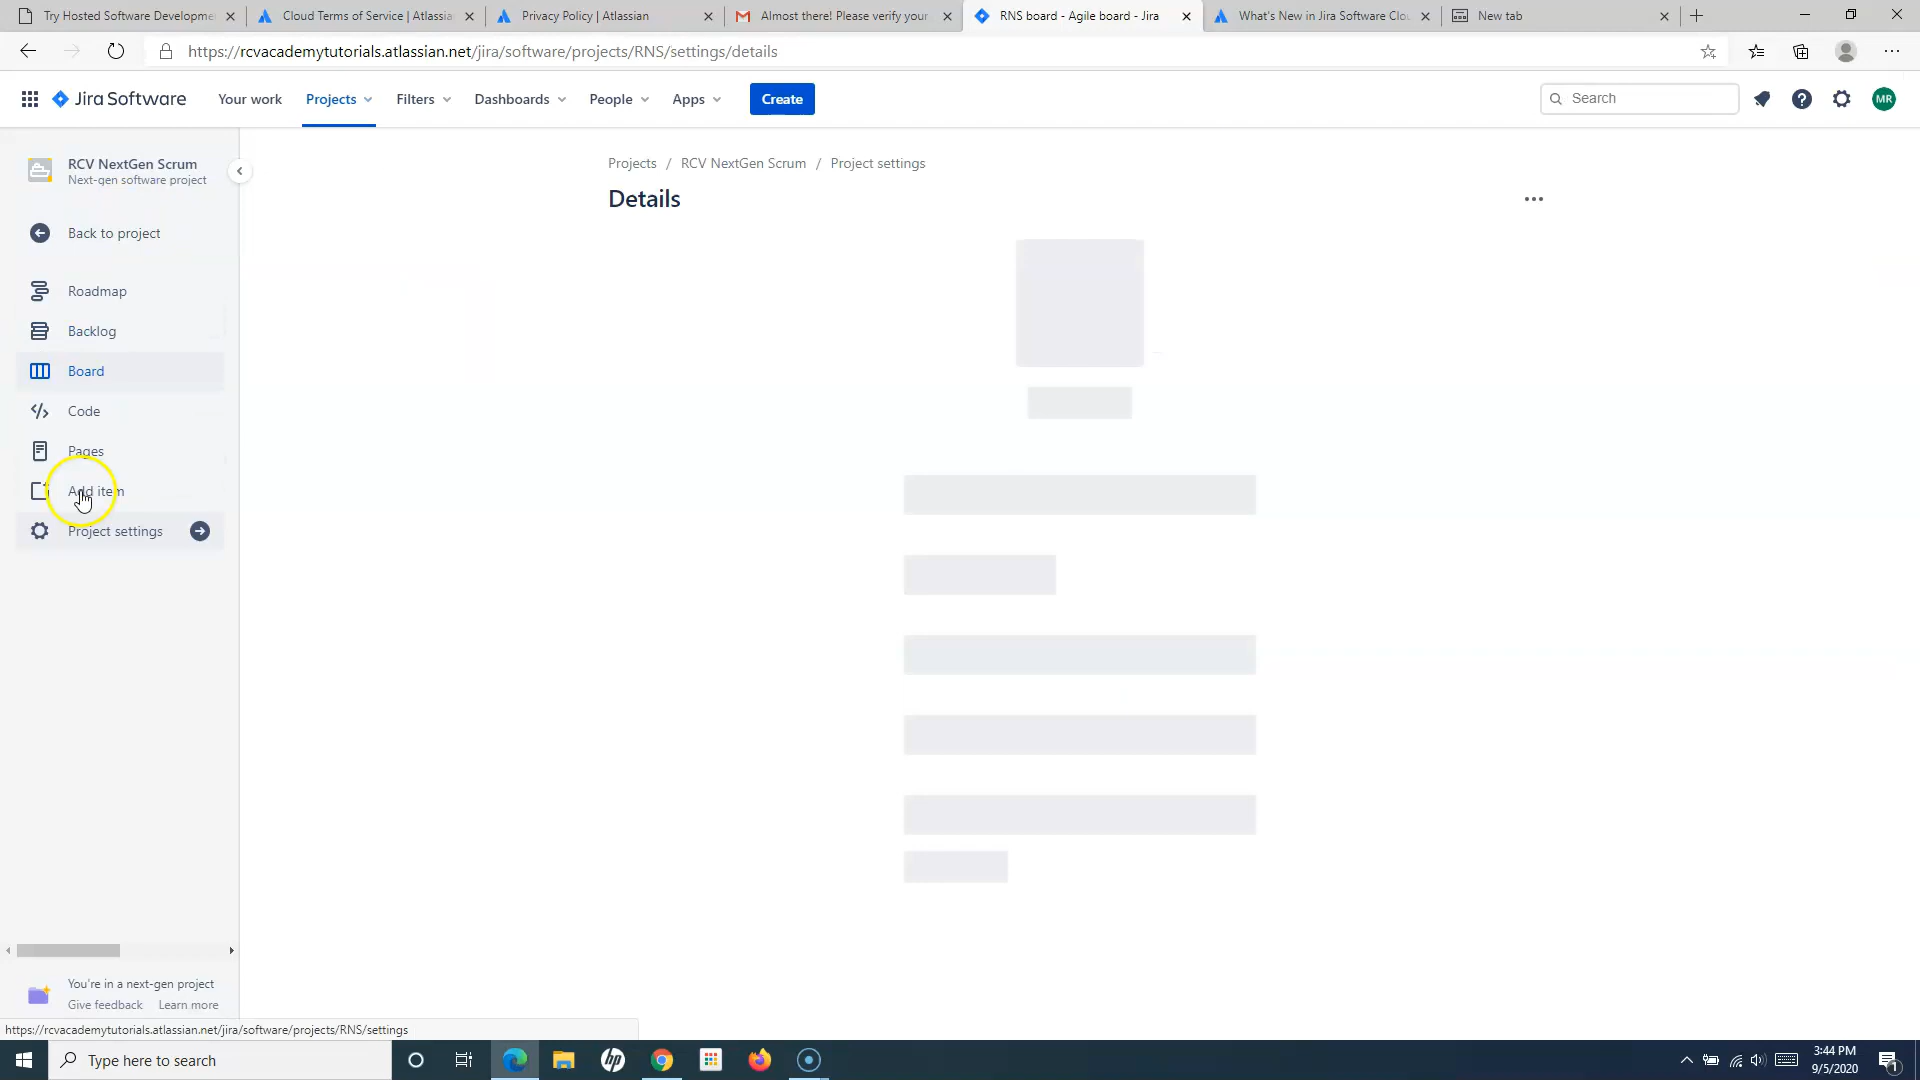 Try Hosted Software Developme
Cloud Terms of Service | Atlassia
Privacy Policy | Atlassian
Almost there! Please verify your
RNS board - Agile board - Jira
What's New in Jira Software Clou
New tab
https://rcvacademytutorials.atlassian.net/jira/software/projects/RNS/settings/details
Jira Software
Your work
Projects
Filters
Dashboards
People
Apps
Create
Search
MR
RCV NextGen Scrum
Next-gen software project
Projects / RCV NextGen Scrum / Project settings
Details
Back to project
Roadmap
Backlog
Board
Code
Pages
Add item
Project settings
You're in a next-gen project
Give feedback Learn more
https://rcvacademytutorials.atlassian.net/jira/software/projects/RNS/settings
Type here to search
hp
3:44 PM
9/5/2020
1